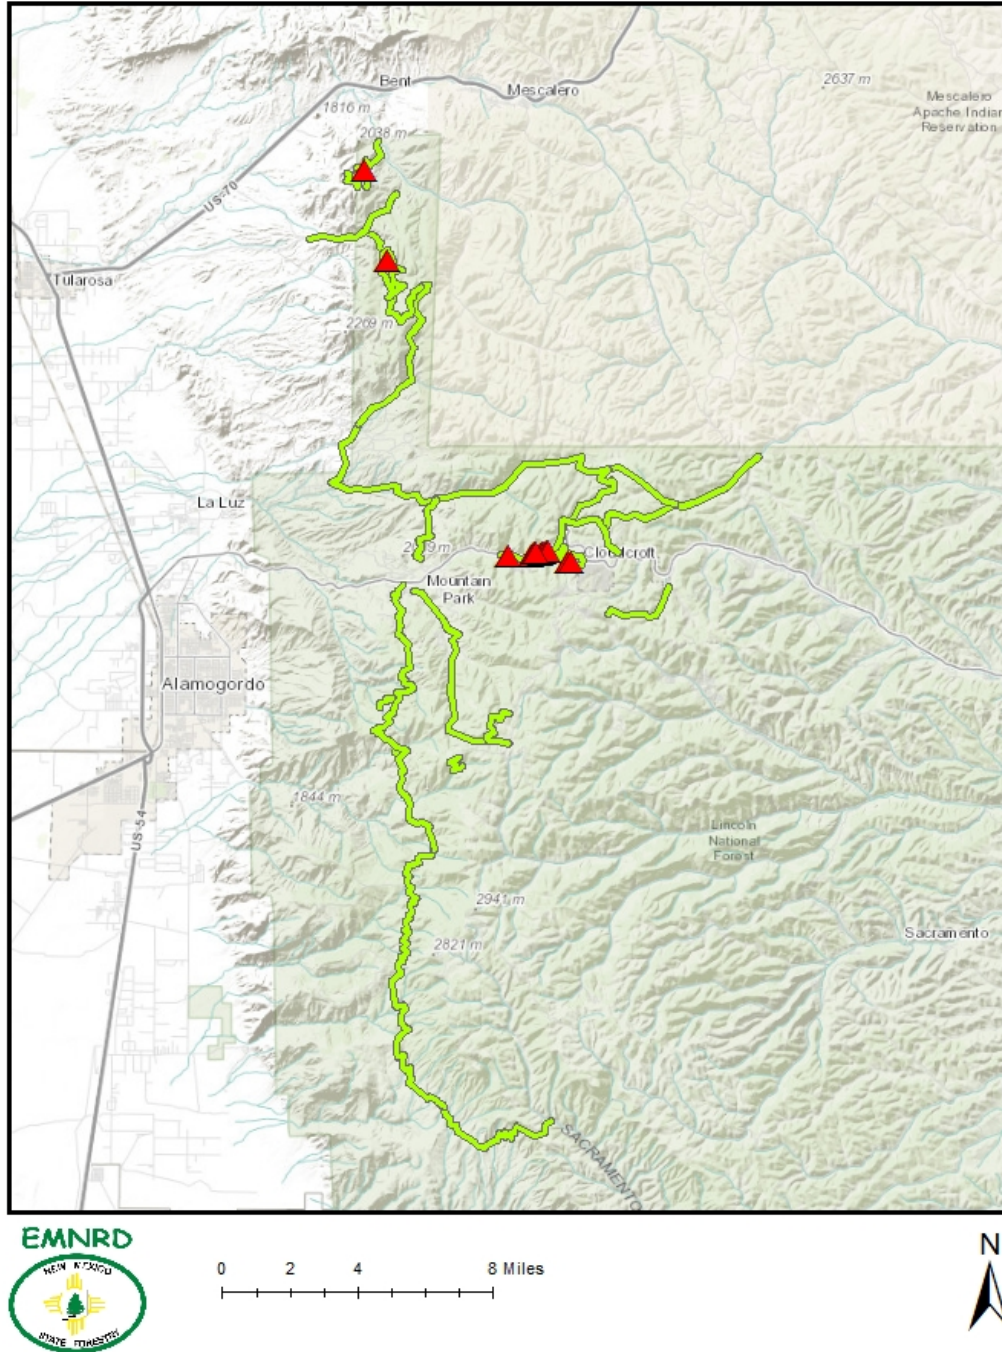 Bent
Mescalero
2637 m
1816 m
Mescalero
Apache Indian
Reservation
2038 m
US-70
Tularosa
2269 m
La Luz
Cloudcroft
Mountain
Park
Alamogordo
1844 m
US-54
Lincoln
National
Forest
2941 m
Sacramento
2821 m
SACRAMENTO
EMNRD
NEW MEXICO
STATE FORESTRY
0 2 4 8 Miles
N